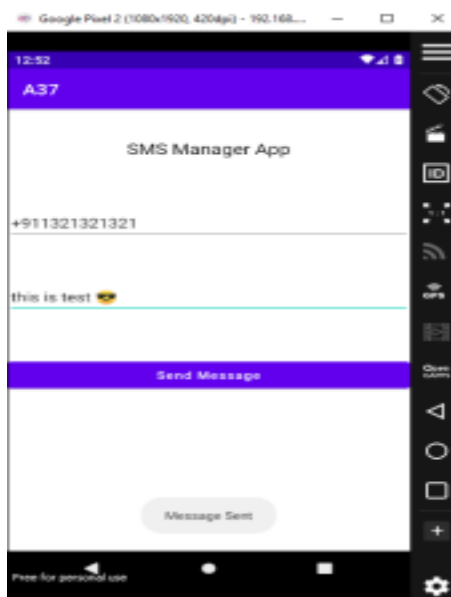 Google Pixel 2 (1080x1920, 420dpi) - 192.168....
12:52
A37
SMS Manager App
+911321321321
this is test 😎
Send Message
Message Sent
Free for personal use
ID
GPS